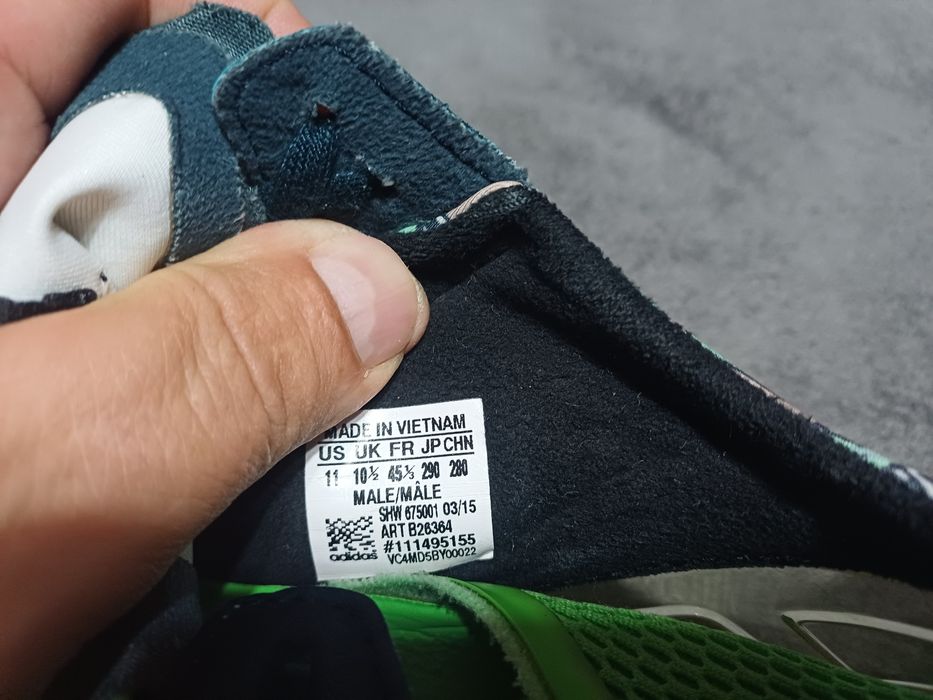 MADE IN VIETNAM
US UK FR JP CHN
11 10½ 45⅓ 290 280
MALE/MÂLE
SHW 675001 03/15
ART B26364
#111495155
adidas VC4MD5BY00022